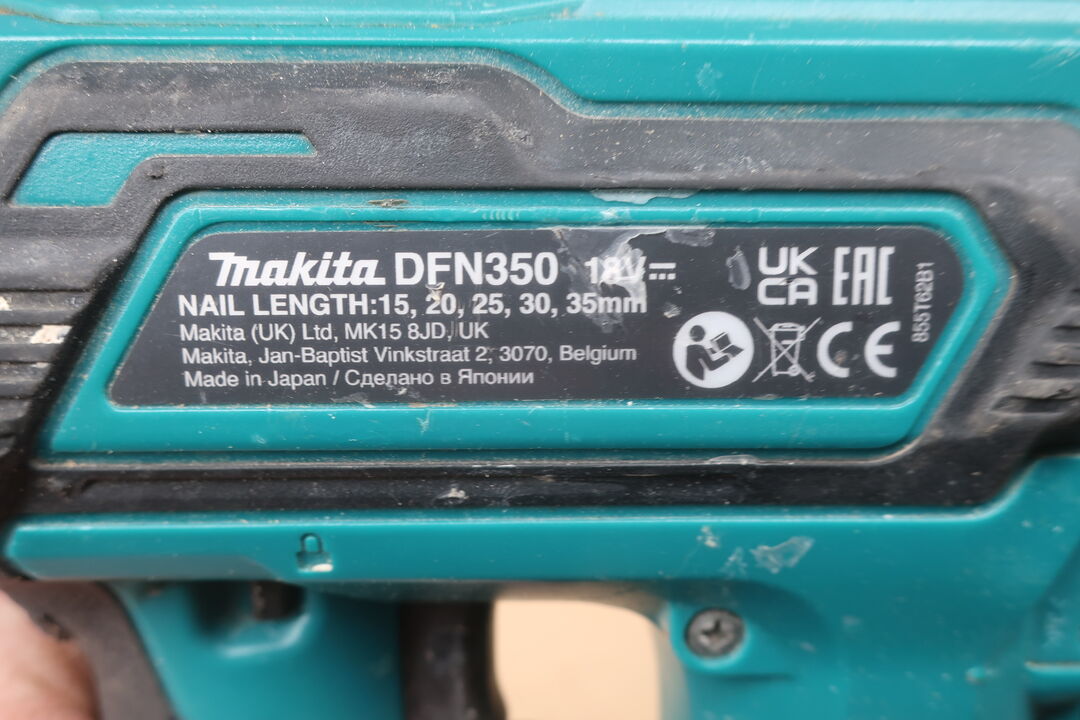 makita DFN350 18V
NAIL LENGTH:15, 20, 25, 30, 35mm
Makita (UK) Ltd, MK15 8JD, UK
Makita, Jan-Baptist Vinkstraat 2, 3070, Belgium
Made in Japan / Сделано в Японии
UK
CA
EAC
CE
855T62B1